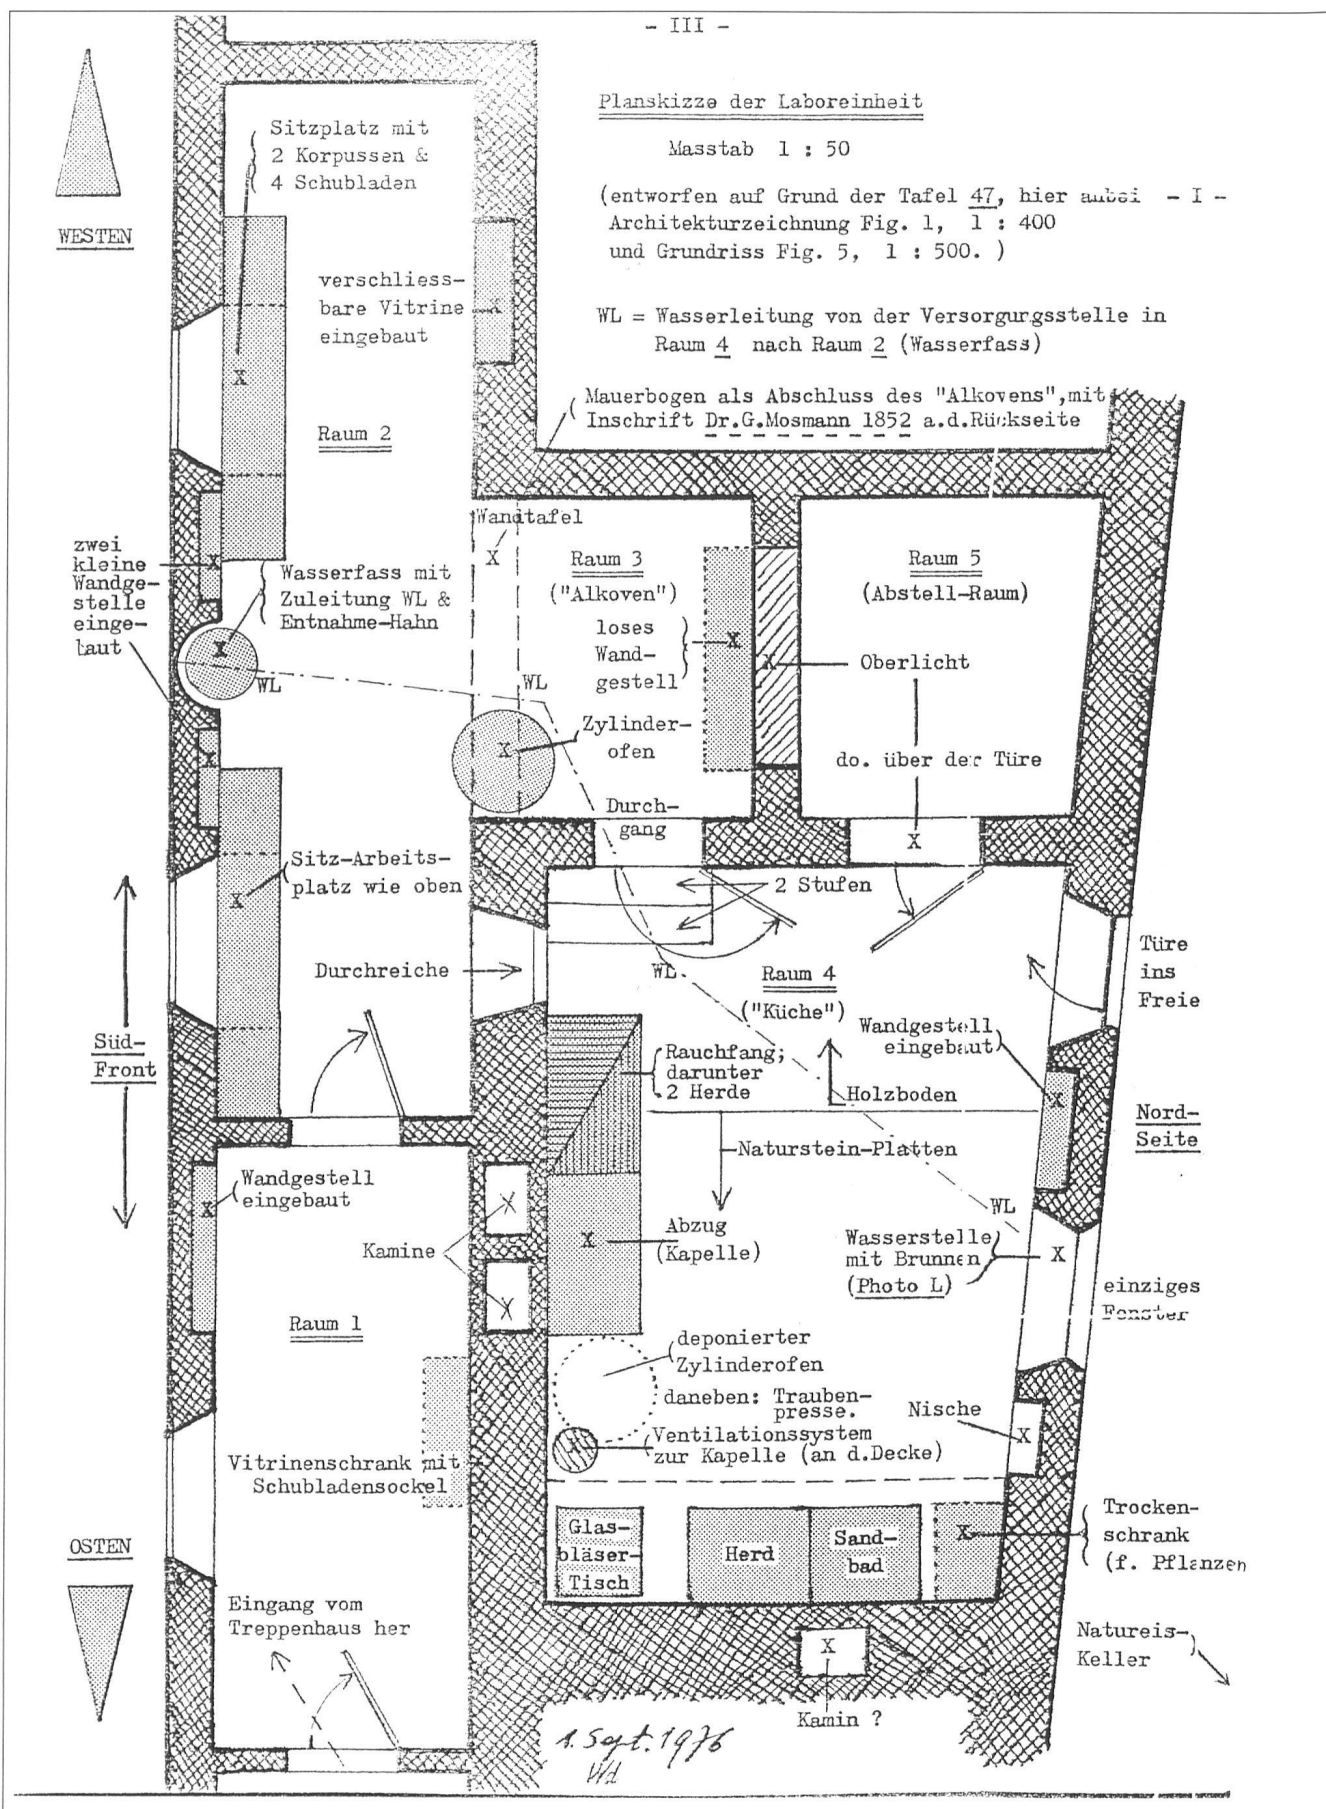 - III -
Planskizze der Laboreinheit
Masstab 1 : 50
(entworfen auf Grund der Tafel 47, hier anbei - I -
Architekturzeichnung Fig. 1, 1 : 400
und Grundriss Fig. 5, 1 : 500. )
WL = Wasserleitung von der Versorgungsstelle in
Raum 4 nach Raum 2 (Wasserfass)
Mauerbogen als Abschluss des "Alkovens", mit
Inschrift Dr.G.Mosmann 1852 a.d.Rückseite
WESTEN
Sitzplatz mit
2 Korpussen &
4 Schubladen
verschliess-
bare Vitrine
eingebaut
X
X
Raum 2
zwei
kleine
Wandge-
stelle
einge-
baut
X
Wasserfass mit
Zuleitung WL &
Entnahme-Hahn
X
WL
X
Wandtafel
X
Raum 3
("Alkoven")
loses
Wand-
gestell
X
WL
X
Zylinder-
ofen
Raum 5
(Abstell-Raum)
X
Oberlicht
do. über der Türe
X
Durch-
gang
Sitz-Arbeits-
platz wie oben
X
2 Stufen
Durchreiche
WL
Raum 4
("Küche")
Türe
ins
Freie
Süd-
Front
Rauchfang;
darunter
2 Herde
Wandgestell
eingebaut
X
Holzboden
Naturstein-Platten
Nord-
Seite
Wandgestell
eingebaut
X
Kamine
X
X
X
Abzug
(Kapelle)
WL
Wasserstelle
mit Brunnen
(Photo L)
X
einziges
Fenster
Raum 1
deponierter
Zylinderofen
daneben: Trauben-
presse.
Nische
X
X
Ventilationssystem
zur Kapelle (an d.Decke)
Vitrinenschrank mit
Schubladensockel
Glas-
bläser-
Tisch
Herd
Sand-
bad
X
Trocken-
schrank
(f. Pflanzen
OSTEN
Eingang vom
Treppenhaus her
X
Kamin ?
Natureis-
Keller
1. Sept. 1976
Wd